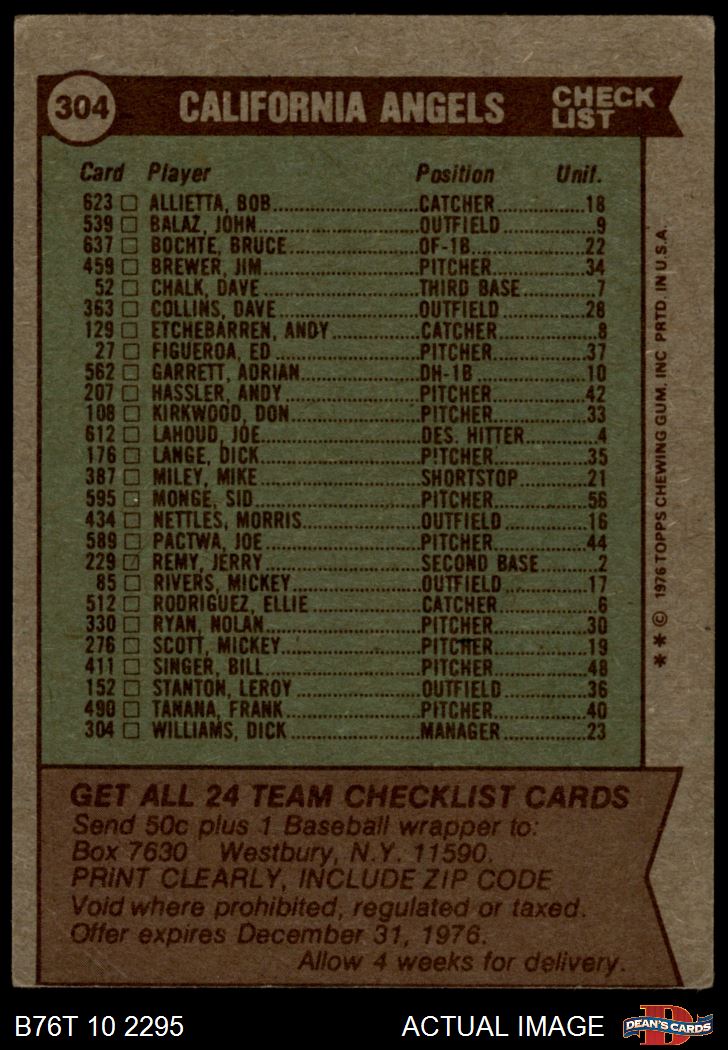 304 CALIFORNIA ANGELS CHECK LIST
Card Player Position Unif.
623 □ ALLIETTA, BOB CATCHER 18
539 □ BALAZ, JOHN OUTFIELD 9
637 □ BOCHTE, BRUCE OF-1B 22
459 □ BREWER, JIM PITCHER 34
52 □ CHALK, DAVE THIRD BASE 7
363 □ COLLINS, DAVE OUTFIELD 28
129 □ ETCHEBARREN, ANDY CATCHER 8
27 □ FIGUEROA, ED PITCHER 37
562 □ GARRETT, ADRIAN DH-1B 10
207 □ HASSLER, ANDY PITCHER 42
108 □ KIRKWOOD, DON PITCHER 33
612 □ LAHOUD, JOE DES. HITTER 4
176 □ LANGE, DICK PITCHER 35
387 □ MILEY, MIKE SHORTSTOP 21
595 □ MONGE, SID PITCHER 56
434 □ NETTLES, MORRIS OUTFIELD 16
589 □ PACTWA, JOE PITCHER 44
229 □ REMY, JERRY SECOND BASE 2
85 □ RIVERS, MICKEY OUTFIELD 17
512 □ RODRIGUEZ, ELLIE CATCHER 6
330 □ RYAN, NOLAN PITCHER 30
276 □ SCOTT, MICKEY PITCHER 19
411 □ SINGER, BILL PITCHER 48
152 □ STANTON, LEROY OUTFIELD 36
490 □ TANANA, FRANK PITCHER 40
304 □ WILLIAMS, DICK MANAGER 23
** © 1976 TOPPS CHEWING GUM, INC PRTD IN U.S.A.
GET ALL 24 TEAM CHECKLIST CARDS
Send 50c plus 1 Baseball wrapper to:
Box 7630 Westbury, N.Y. 11590.
PRINT CLEARLY, INCLUDE ZIP CODE
Void where prohibited, regulated or taxed.
Offer expires December 31, 1976.
Allow 4 weeks for delivery.
B76T 10 2295 ACTUAL IMAGE D DEAN'S CARDS